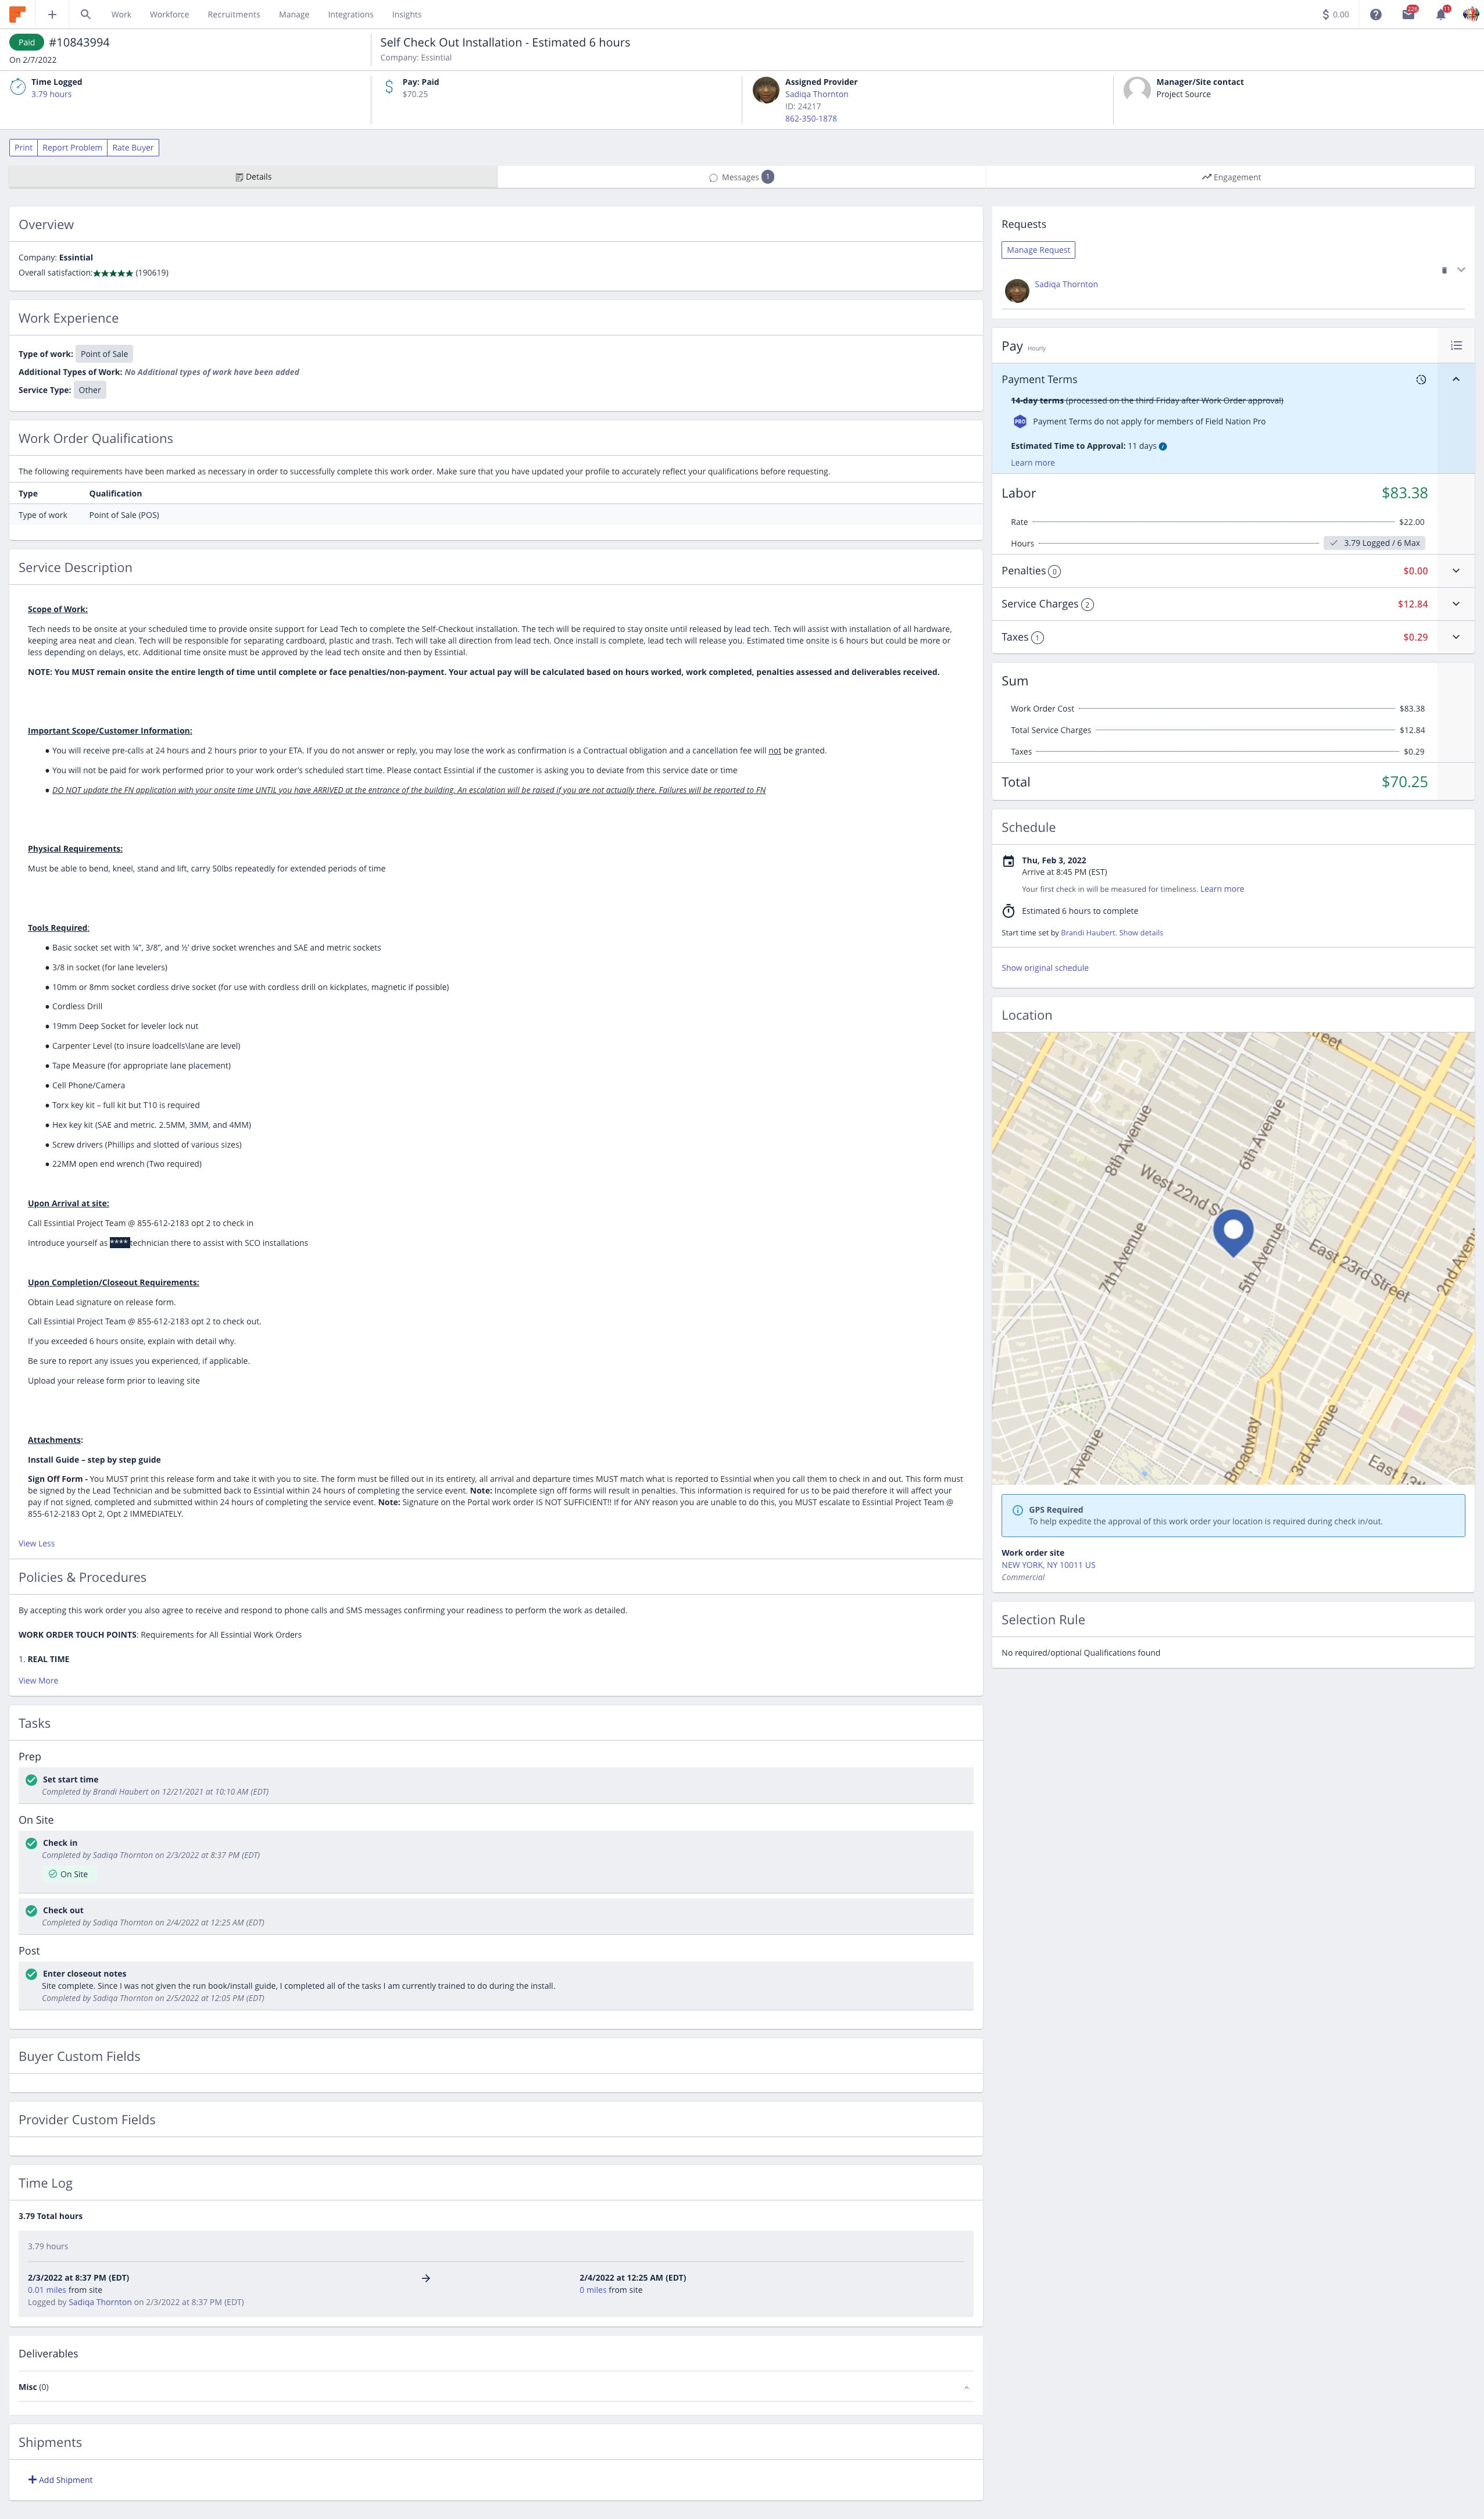 Work
Workforce
Recruitments
Manage
Integrations
Insights
0.00
226
11
Paid
#10843994
On 2/7/2022
Self Check Out Installation - Estimated 6 hours
Company: Essintial
Time Logged
3.79 hours
Pay: Paid
$70.25
Assigned Provider
Sadiqa Thornton
ID: 24217
862-350-1878
Manager/Site contact
Project Source
Print
Report Problem
Rate Buyer
Details
Messages 1
Engagement
Overview
Company: Essintial
Overall satisfaction:★★★★★ (190619)
Work Experience
Type of work: Point of Sale
Additional Types of Work: No Additional types of work have been added
Service Type: Other
Work Order Qualifications
The following requirements have been marked as necessary in order to successfully complete this work order. Make sure that you have updated your profile to accurately reflect your qualifications before requesting.
Type Qualification
Type of work Point of Sale (POS)
Service Description
Scope of Work:
Tech needs to be onsite at your scheduled time to provide onsite support for Lead Tech to complete the Self-Checkout installation. The tech will be required to stay onsite until released by lead tech. Tech will assist with installation of all hardware,
keeping area neat and clean. Tech will be responsible for separating cardboard, plastic and trash. Tech will take all direction from lead tech. Once install is complete, lead tech will release you. Estimated time onsite is 6 hours but could be more or
less depending on delays, etc. Additional time onsite must be approved by the lead tech onsite and then by Essintial.
NOTE: You MUST remain onsite the entire length of time until complete or face penalties/non-payment. Your actual pay will be calculated based on hours worked, work completed, penalties assessed and deliverables received.
Important Scope/Customer Information:
● You will receive pre-calls at 24 hours and 2 hours prior to your ETA. If you do not answer or reply, you may lose the work as confirmation is a Contractual obligation and a cancellation fee will not be granted.
● You will not be paid for work performed prior to your work order's scheduled start time. Please contact Essintial if the customer is asking you to deviate from this service date or time
● DO NOT update the FN application with your onsite time UNTIL you have ARRIVED at the entrance of the building. An escalation will be raised if you are not actually there. Failures will be reported to FN
Physical Requirements:
Must be able to bend, kneel, stand and lift, carry 50lbs repeatedly for extended periods of time
Tools Required:
● Basic socket set with ¼", 3/8", and ½' drive socket wrenches and SAE and metric sockets
● 3/8 in socket (for lane levelers)
● 10mm or 8mm socket cordless drive socket (for use with cordless drill on kickplates, magnetic if possible)
● Cordless Drill
● 19mm Deep Socket for leveler lock nut
● Carpenter Level (to insure loadcells\lane are level)
● Tape Measure (for appropriate lane placement)
● Cell Phone/Camera
● Torx key kit – full kit but T10 is required
● Hex key kit (SAE and metric. 2.5MM, 3MM, and 4MM)
● Screw drivers (Phillips and slotted of various sizes)
● 22MM open end wrench (Two required)
Upon Arrival at site:
Call Essintial Project Team @ 855-612-2183 opt 2 to check in
Introduce yourself as **** technician there to assist with SCO installations
Upon Completion/Closeout Requirements:
Obtain Lead signature on release form.
Call Essintial Project Team @ 855-612-2183 opt 2 to check out.
If you exceeded 6 hours onsite, explain with detail why.
Be sure to report any issues you experienced, if applicable.
Upload your release form prior to leaving site
Attachments:
Install Guide – step by step guide
Sign Off Form - You MUST print this release form and take it with you to site. The form must be filled out in its entirety, all arrival and departure times MUST match what is reported to Essintial when you call them to check in and out. This form must
be signed by the Lead Technician and be submitted back to Essintial within 24 hours of completing the service event. Note: Incomplete sign off forms will result in penalties. This information is required for us to be paid therefore it will affect your
pay if not signed, completed and submitted within 24 hours of completing the service event. Note: Signature on the Portal work order IS NOT SUFFICIENT!! If for ANY reason you are unable to do this, you MUST escalate to Essintial Project Team @
855-612-2183 Opt 2, Opt 2 IMMEDIATELY.
View Less
Policies & Procedures
By accepting this work order you also agree to receive and respond to phone calls and SMS messages confirming your readiness to perform the work as detailed.
WORK ORDER TOUCH POINTS: Requirements for All Essintial Work Orders
1. REAL TIME
View More
Tasks
Prep
Set start time
Completed by Brandi Haubert on 12/21/2021 at 10:10 AM (EDT)
On Site
Check in
Completed by Sadiqa Thornton on 2/3/2022 at 8:37 PM (EDT)
On Site
Check out
Completed by Sadiqa Thornton on 2/4/2022 at 12:25 AM (EDT)
Post
Enter closeout notes
Site complete. Since I was not given the run book/install guide, I completed all of the tasks I am currently trained to do during the install.
Completed by Sadiqa Thornton on 2/5/2022 at 12:05 PM (EDT)
Buyer Custom Fields
Provider Custom Fields
Time Log
3.79 Total hours
3.79 hours
2/3/2022 at 8:37 PM (EDT) → 2/4/2022 at 12:25 AM (EDT)
0.01 miles from site 0 miles from site
Logged by Sadiqa Thornton on 2/3/2022 at 8:37 PM (EDT)
Deliverables
Misc (0)
Shipments
+ Add Shipment
Requests
Manage Request
Sadiqa Thornton
Pay Hourly
Payment Terms
14-day terms (processed on the third Friday after Work Order approval)
PRO Payment Terms do not apply for members of Field Nation Pro
Estimated Time to Approval: 11 days
Learn more
Labor $83.38
Rate $22.00
Hours 3.79 Logged / 6 Max
Penalties 0 $0.00
Service Charges 2 $12.84
Taxes 1 $0.29
Sum
Work Order Cost $83.38
Total Service Charges $12.84
Taxes $0.29
Total $70.25
Schedule
Thu, Feb 3, 2022
Arrive at 8:45 PM (EST)
Your first check in will be measured for timeliness. Learn more
Estimated 6 hours to complete
Start time set by Brandi Haubert. Show details
Show original schedule
Location
treet
8th Avenue
6th Avenue
West 22nd S
7th Avenue
5th Avenue
East 23rd Street
2nd Aven
h Avenue
Broadway
3rd Avenue
East 13t
GPS Required
To help expedite the approval of this work order your location is required during check in/out.
Work order site
NEW YORK, NY 10011 US
Commercial
Selection Rule
No required/optional Qualifications found